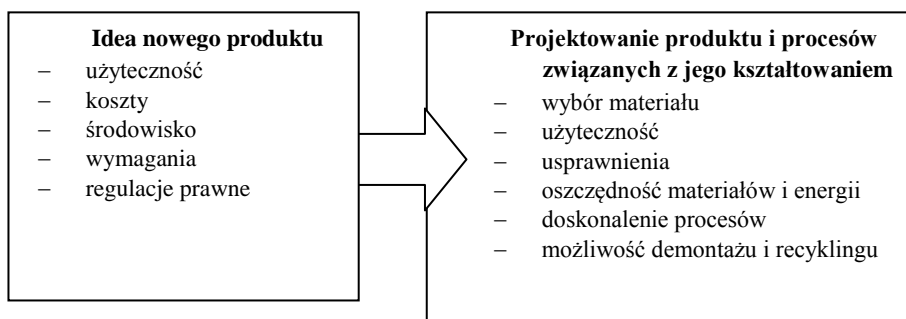 Idea nowego produktu
– użyteczność
– koszty
– środowisko
– wymagania
– regulacje prawne
Projektowanie produktu i procesów
związanych z jego kształtowaniem
– wybór materiału
– użyteczność
– usprawnienia
– oszczędność materiałów i energii
– doskonalenie procesów
– możliwość demontażu i recyklingu